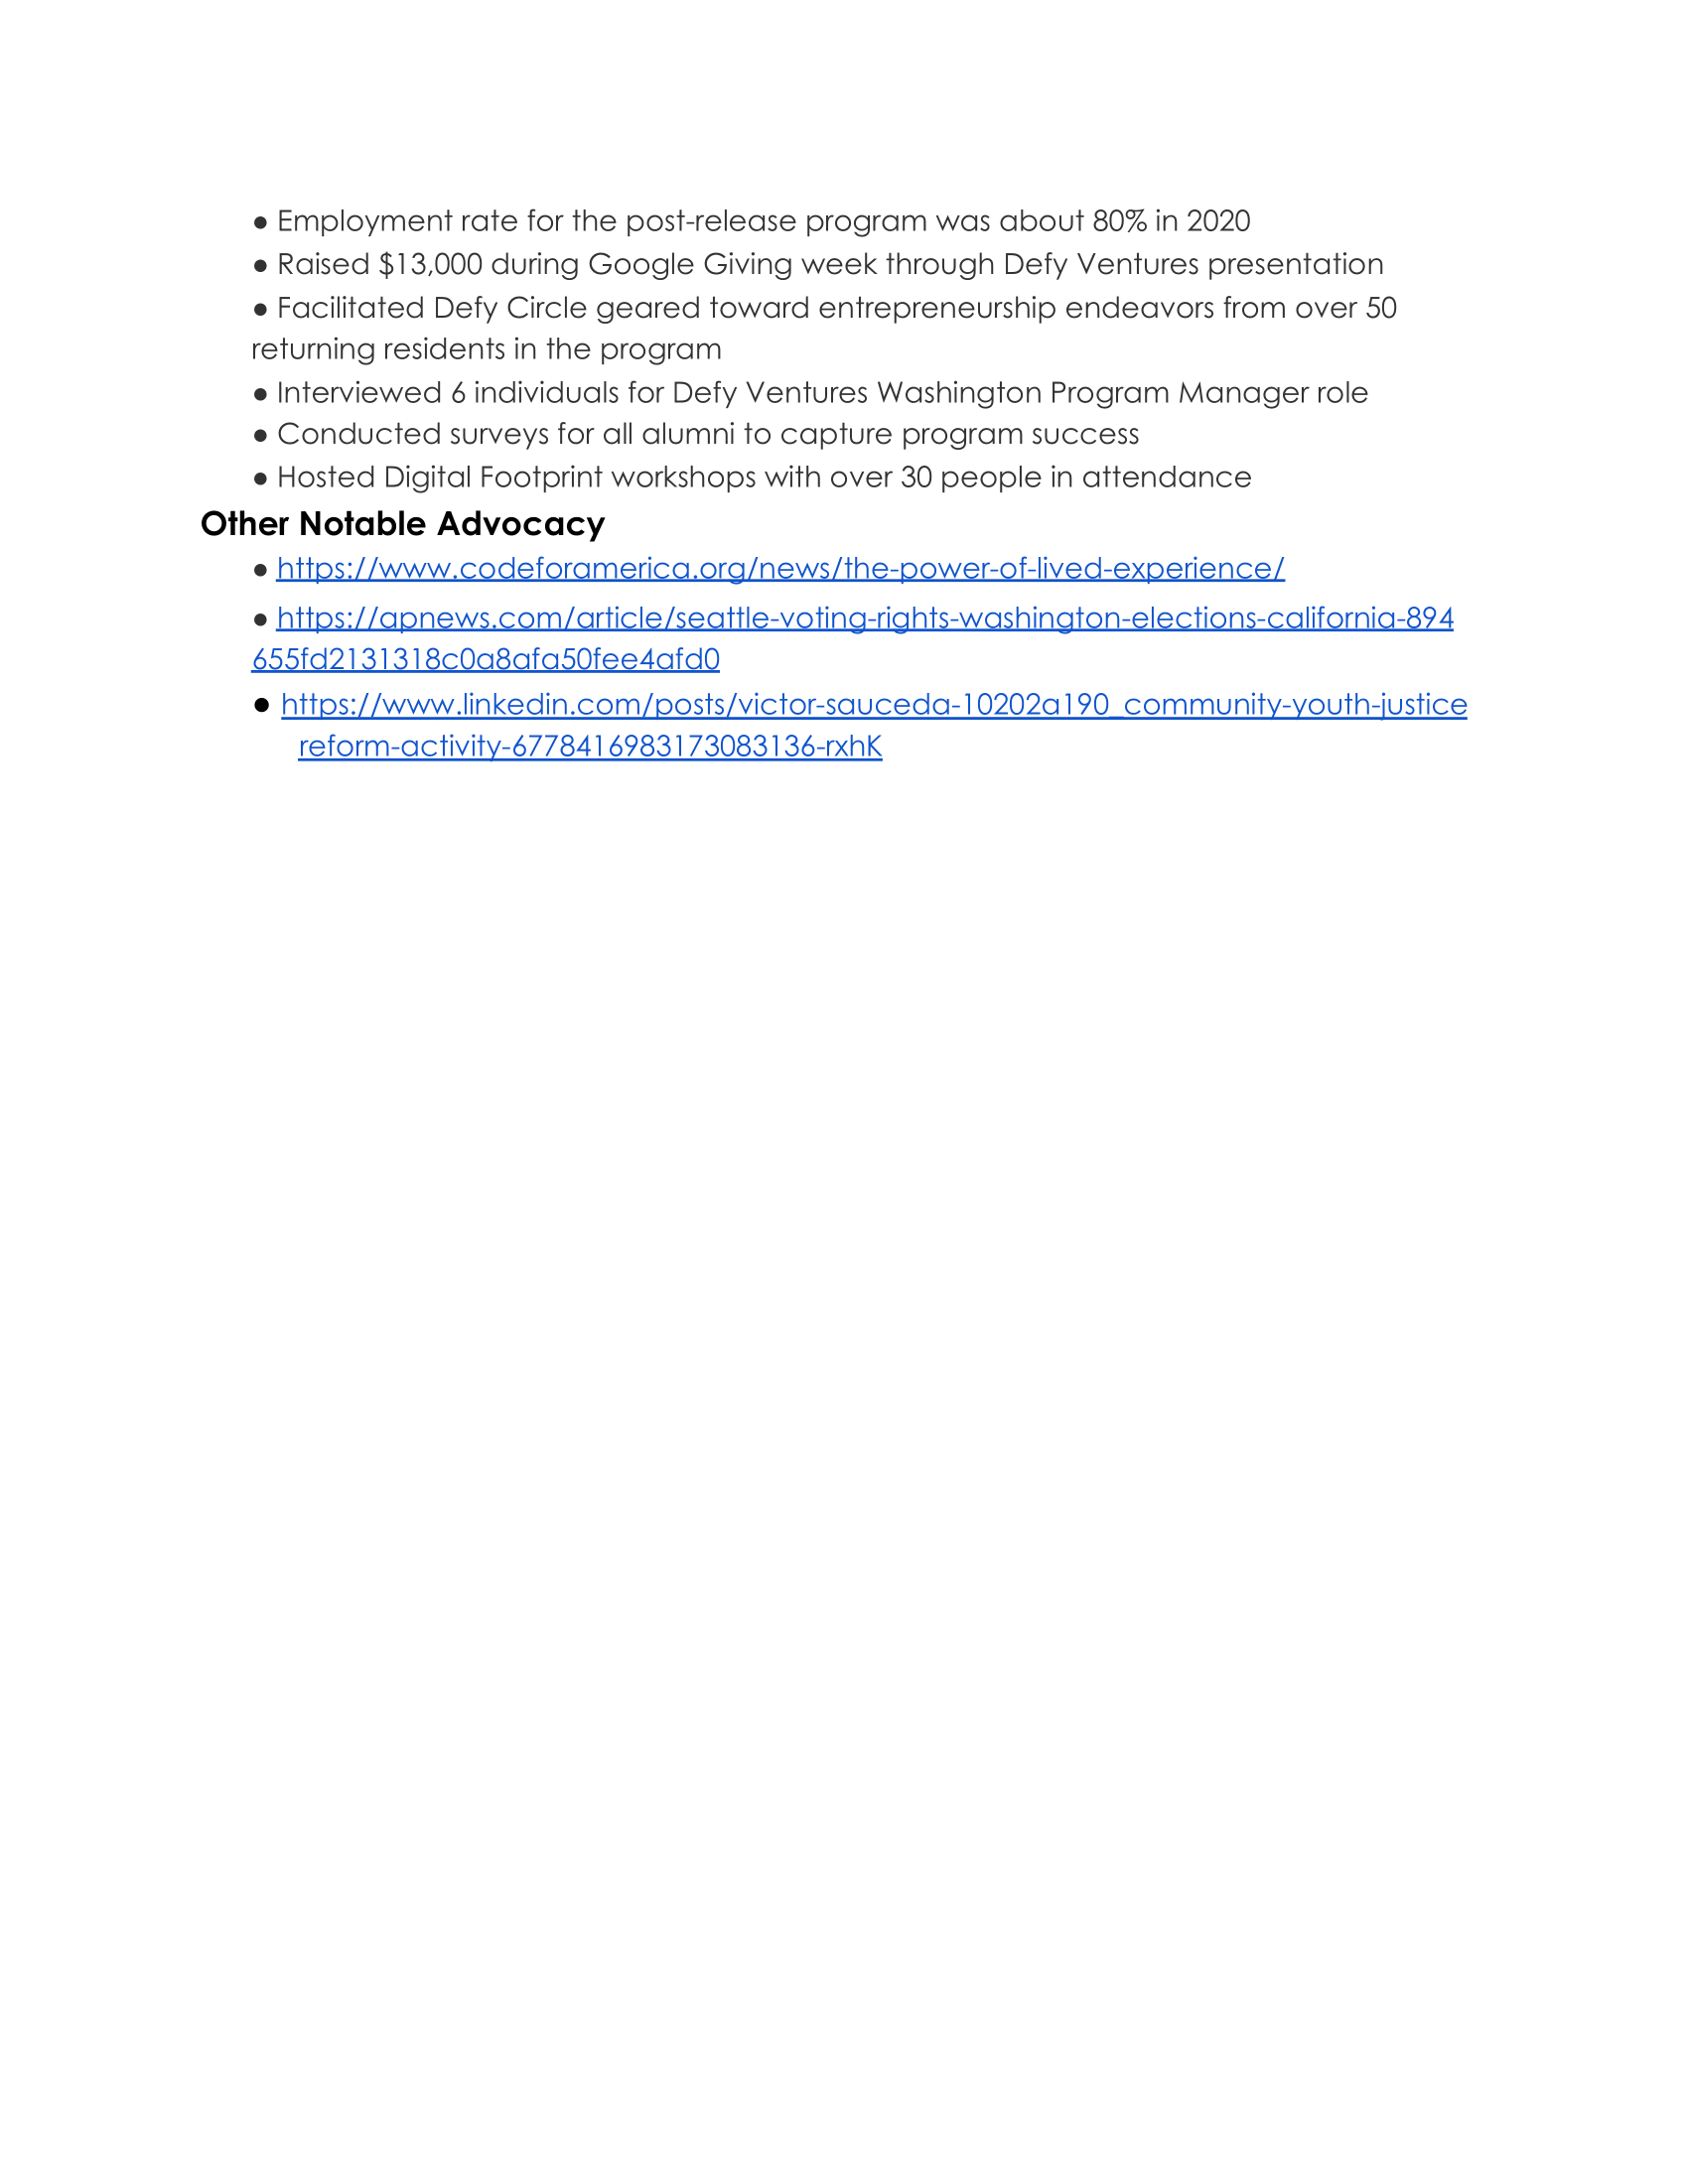 ● Employment rate for the post-release program was about 80% in 2020
● Raised $13,000 during Google Giving week through Defy Ventures presentation
● Facilitated Defy Circle geared toward entrepreneurship endeavors from over 50
returning residents in the program
● Interviewed 6 individuals for Defy Ventures Washington Program Manager role
● Conducted surveys for all alumni to capture program success
● Hosted Digital Footprint workshops with over 30 people in attendance
Other Notable Advocacy
● https://www.codeforamerica.org/news/the-power-of-lived-experience/
● https://apnews.com/article/seattle-voting-rights-washington-elections-california-894
655fd2131318c0a8afa50fee4afd0
● https://www.linkedin.com/posts/victor-sauceda-10202a190_community-youth-justice
reform-activity-6778416983173083136-rxhK